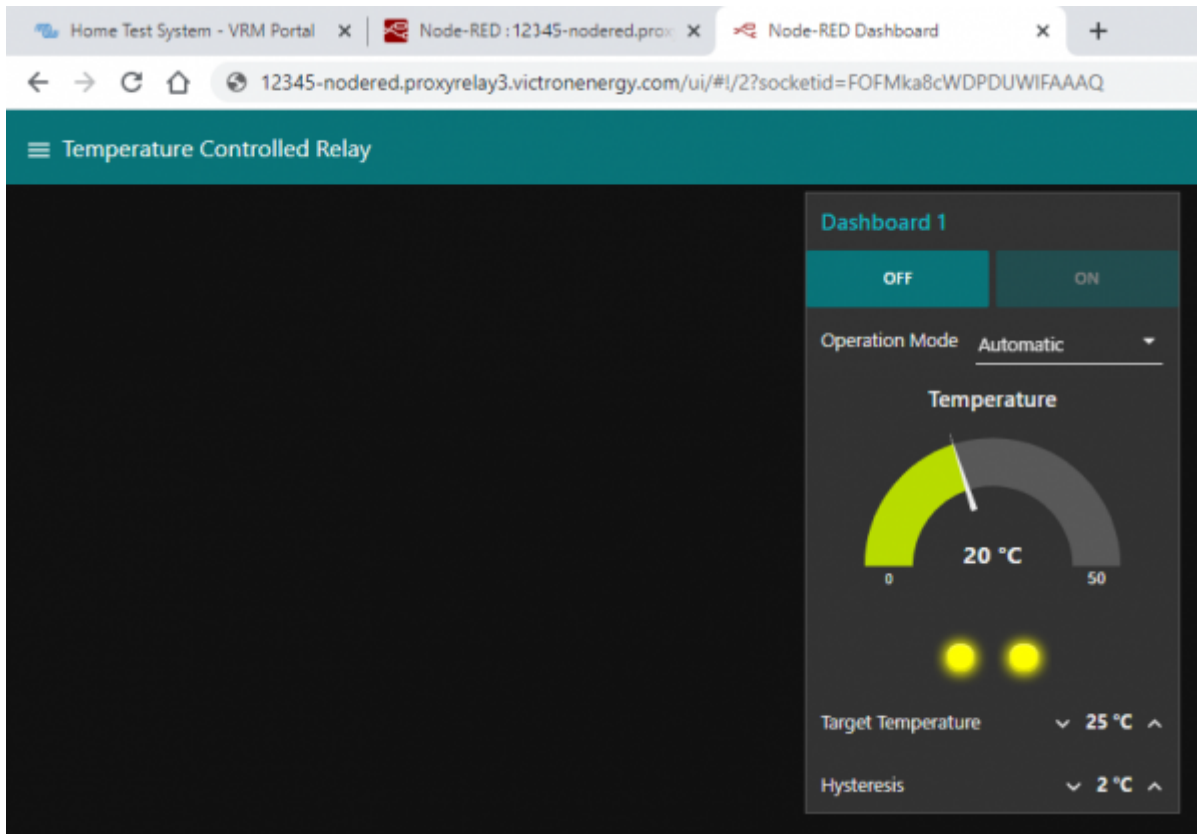 Home Test System - VRM Portal
Node-RED : 12345-nodered.prox
Node-RED Dashboard
12345-nodered.proxyrelay3.victronenergy.com/ui/#!/2?socketid=FOFMka8cWDPDUWIFAAAQ
Temperature Controlled Relay
Dashboard 1
OFF ON
Operation Mode Automatic
Temperature
20 °C
0 50
Target Temperature 25 °C
Hysteresis 2 °C